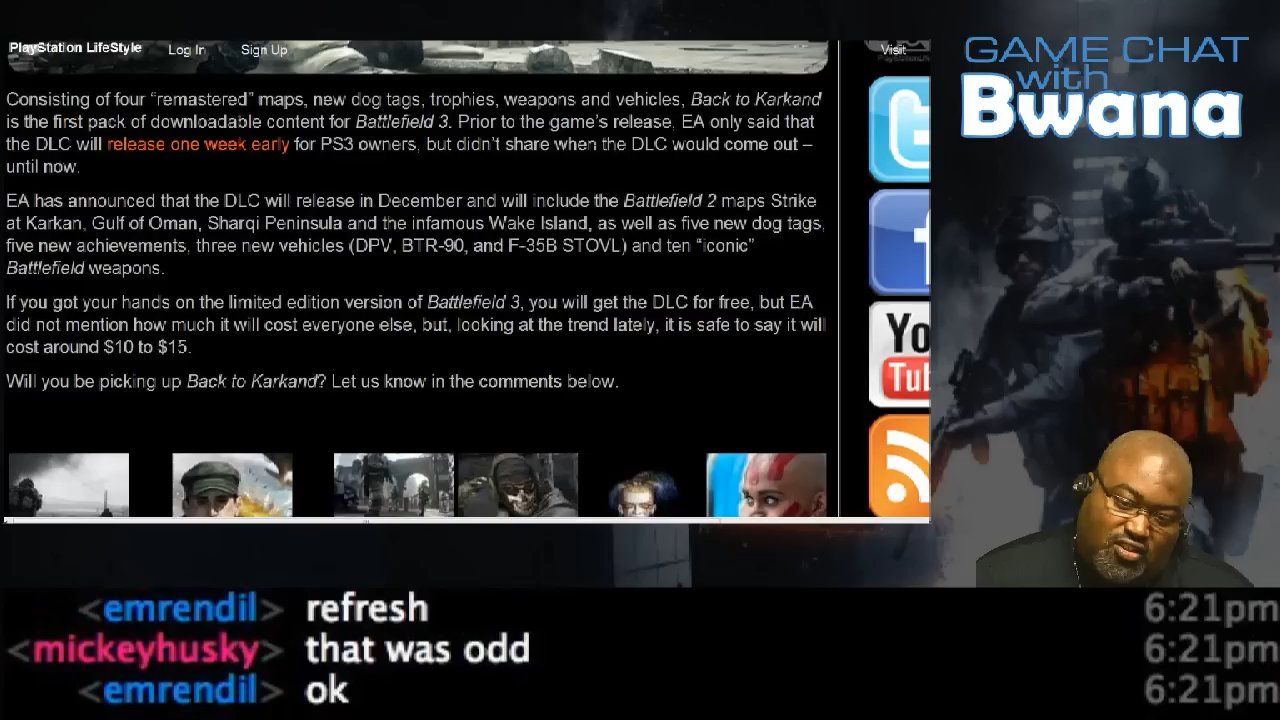 PlayStation LifeStyle Log In Sign Up Visit
GAME CHAT
with
Bwana
Consisting of four “remastered” maps, new dog tags, trophies, weapons and vehicles, Back to Karkand
is the first pack of downloadable content for Battlefield 3. Prior to the game’s release, EA only said that
the DLC will release one week early for PS3 owners, but didn’t share when the DLC would come out –
until now.
EA has announced that the DLC will release in December and will include the Battlefield 2 maps Strike
at Karkan, Gulf of Oman, Sharqi Peninsula and the infamous Wake Island, as well as five new dog tags,
five new achievements, three new vehicles (DPV, BTR-90, and F-35B STOVL) and ten “iconic”
Battlefield weapons.
If you got your hands on the limited edition version of Battlefield 3, you will get the DLC for free, but EA
did not mention how much it will cost everyone else, but, looking at the trend lately, it is safe to say it will
cost around $10 to $15.
Will you be picking up Back to Karkand? Let us know in the comments below.
Yo
Tub
<emrendil> refresh 6:21pm
<mickeyhusky> that was odd 6:21pm
<emrendil> ok 6:21pm